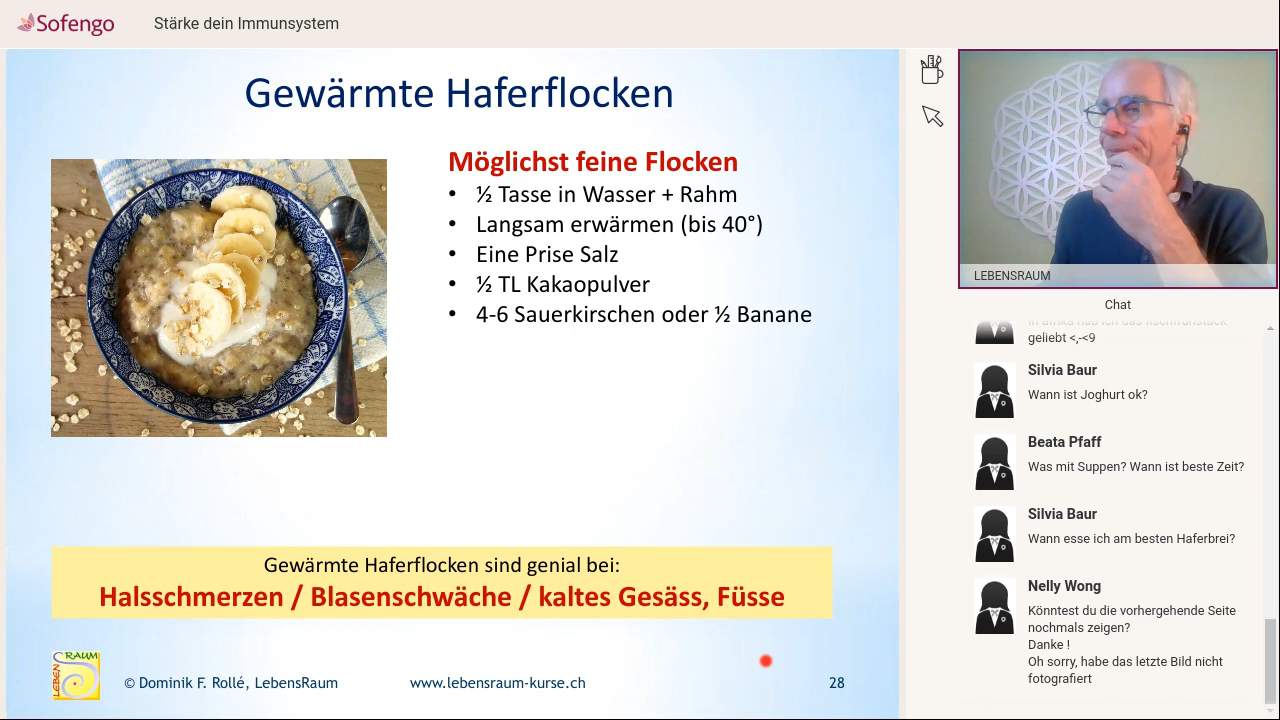 Sofengo
Stärke dein Immunsystem
Gewärmte Haferflocken
Möglichst feine Flocken
• ½ Tasse in Wasser + Rahm
• Langsam erwärmen (bis 40°)
• Eine Prise Salz
• ½ TL Kakaopulver
• 4-6 Sauerkirschen oder ½ Banane
Gewärmte Haferflocken sind genial bei:
Halsschmerzen / Blasenschwäche / kaltes Gesäss, Füsse
LEBENS RAUM
© Dominik F. Rollé, LebensRaum
www.lebensraum-kurse.ch
28
LEBENSRAUM
Chat
geliebt <,-<9
Silvia Baur
Wann ist Joghurt ok?
Beata Pfaff
Was mit Suppen? Wann ist beste Zeit?
Silvia Baur
Wann esse ich am besten Haferbrei?
Nelly Wong
Könntest du die vorhergehende Seite
nochmals zeigen?
Danke !
Oh sorry, habe das letzte Bild nicht
fotografiert